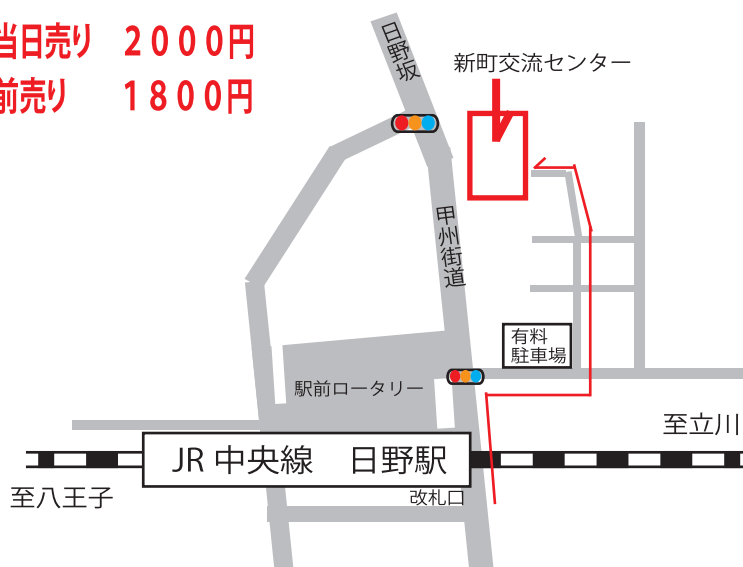 当日売り 2000円
前売り 1800円
日野坂
新町交流センター
甲州街道
有料
駐車場
駅前ロータリー
至立川
JR中央線 日野駅
至八王子
改札口